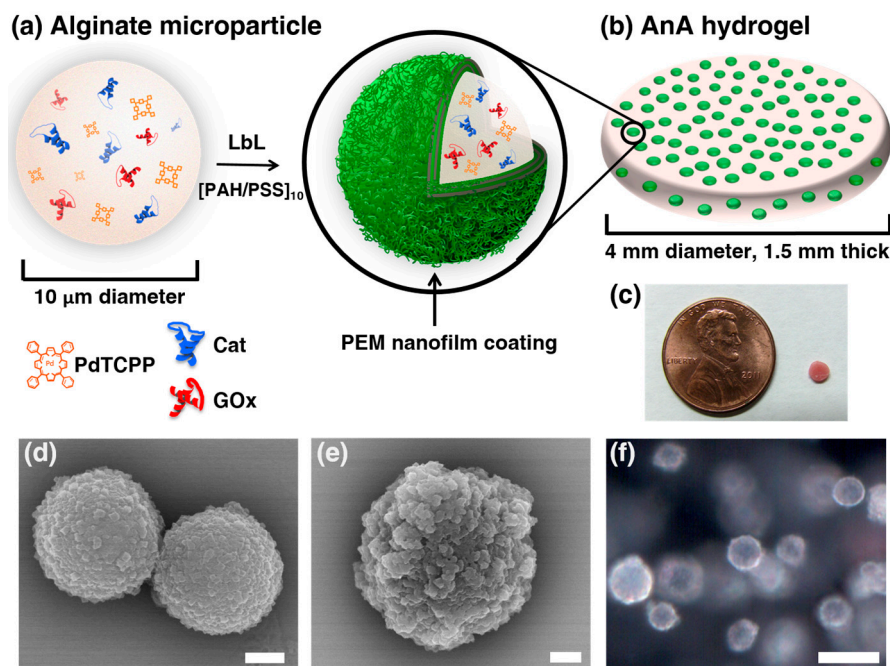 (a) Alginate microparticle
(b) AnA hydrogel
LbL
[PAH/PSS]10
10 μm diameter
4 mm diameter, 1.5 mm thick
PEM nanofilm coating
Pd
PdTCPP
Cat
GOx
(c)
LIBERTY
2011
(d)
(e)
(f)